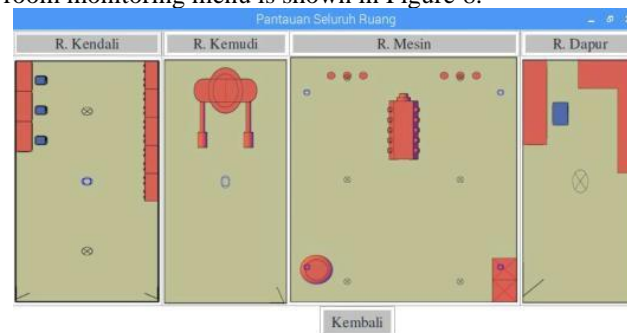 room monitoring menu is shown in Figure 8.
Pantauan Seluruh Ruang
R. Kendali
R. Kemudi
R. Mesin
R. Dapur
Kembali